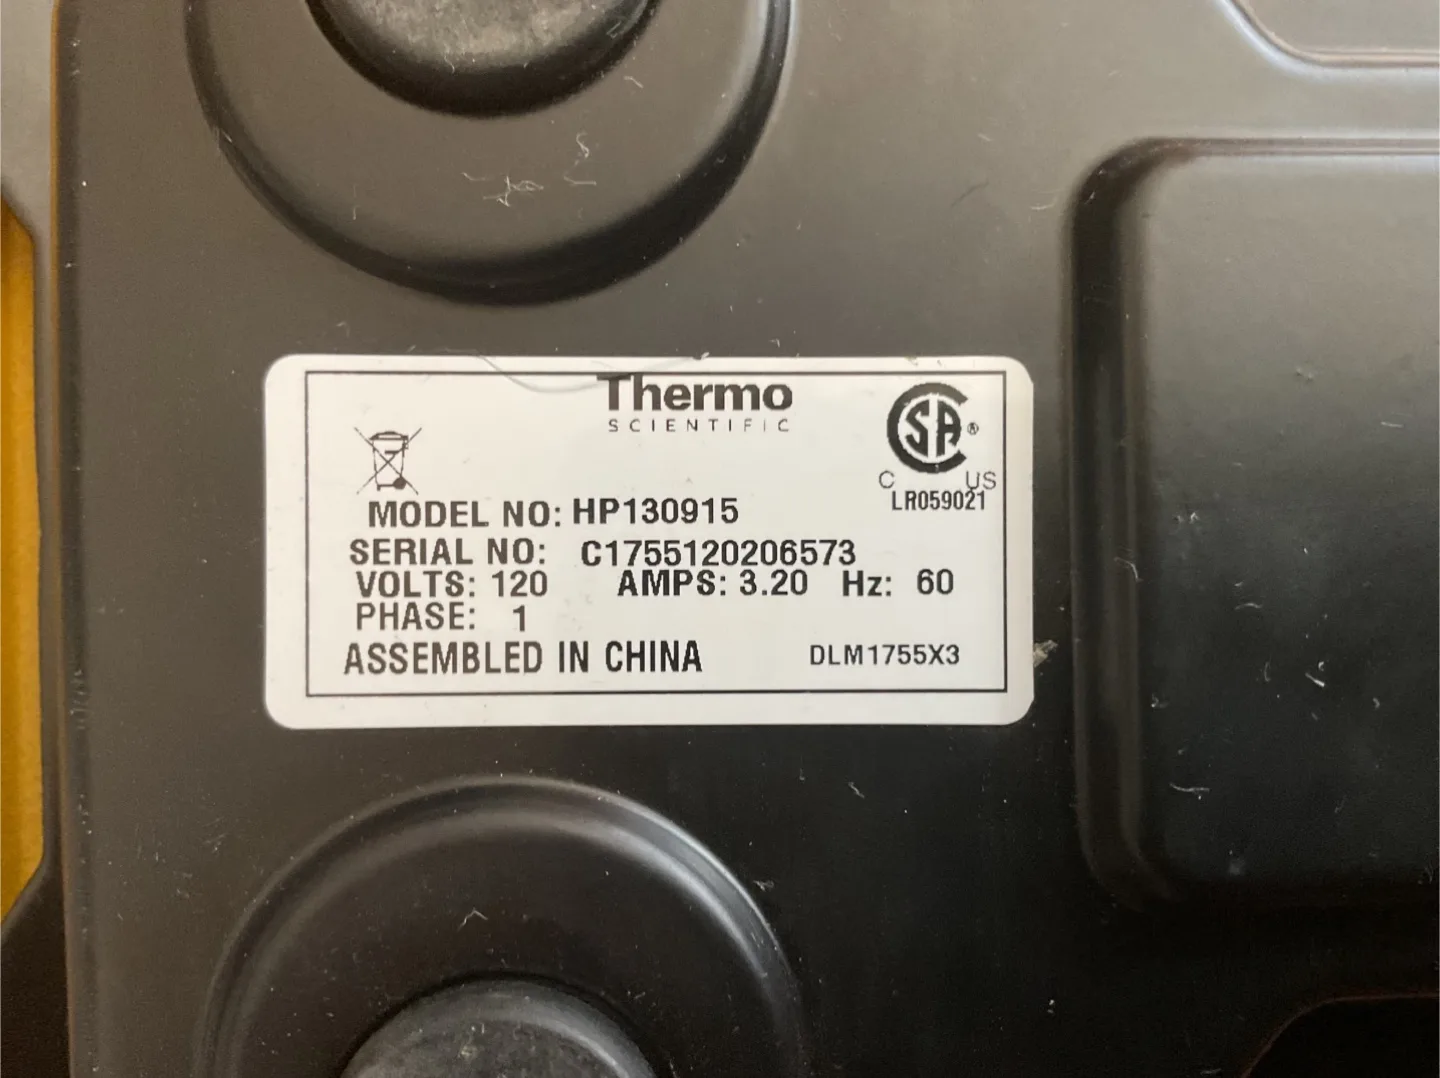 Thermo
SCIENTIFIC
CSA®
C US
LR059021
MODEL NO: HP130915
SERIAL NO: C1755120206573
VOLTS: 120 AMPS: 3.20 Hz: 60
PHASE: 1
ASSEMBLED IN CHINA DLM1755X3